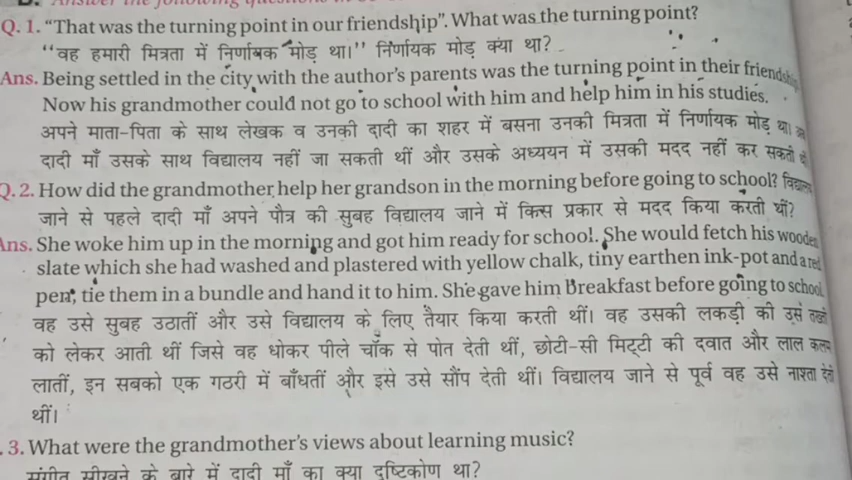 Q. 1. “That was the turning point in our friendship”. What was the turning point?
“वह हमारी मित्रता में निर्णायक मोड़ था।” निर्णायक मोड़ क्या था?
Ans. Being settled in the city with the author's parents was the turning point in their friendship.
Now his grandmother could not go to school with him and help him in his studies.
अपने माता-पिता के साथ लेखक व उनकी दादी का शहर में बसना उनकी मित्रता में निर्णायक मोड़ था।
दादी माँ उसके साथ विद्यालय नहीं जा सकती थीं और उसके अध्ययन में उसकी मदद नहीं कर सकती थीं
Q. 2. How did the grandmother help her grandson in the morning before going to school? विद्यालय
जाने से पहले दादी माँ अपने पौत्र की सुबह विद्यालय जाने में किस प्रकार से मदद किया करती थीं?
Ans. She woke him up in the morning and got him ready for school. She would fetch his wooden
slate which she had washed and plastered with yellow chalk, tiny earthen ink-pot and a red
pen, tie them in a bundle and hand it to him. She gave him breakfast before going to school.
वह उसे सुबह उठातीं और उसे विद्यालय के लिए तैयार किया करती थीं। वह उसकी लकड़ी की उस तख्ती
को लेकर आती थीं जिसे वह धोकर पीले चॉक से पोत देती थीं, छोटी-सी मिट्टी की दवात और लाल कलम
लातीं, इन सबको एक गठरी में बाँधतीं और इसे उसे सौंप देती थीं। विद्यालय जाने से पूर्व वह उसे नाश्ता देती
थीं।
. 3. What were the grandmother's views about learning music?
संगीत सीखने के बारे में दादी माँ का क्या दृष्टिकोण था?